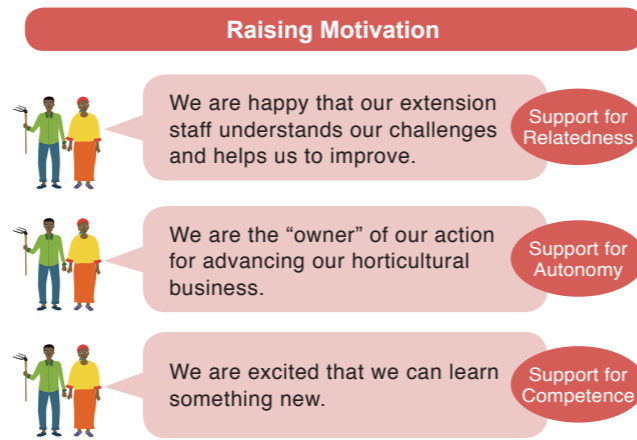 Raising Motivation
We are happy that our extension
staff understands our challenges
and helps us to improve.
Support for
Relatedness
We are the “owner” of our action
for advancing our horticultural
business.
Support for
Autonomy
We are excited that we can learn
something new.
Support for
Competence